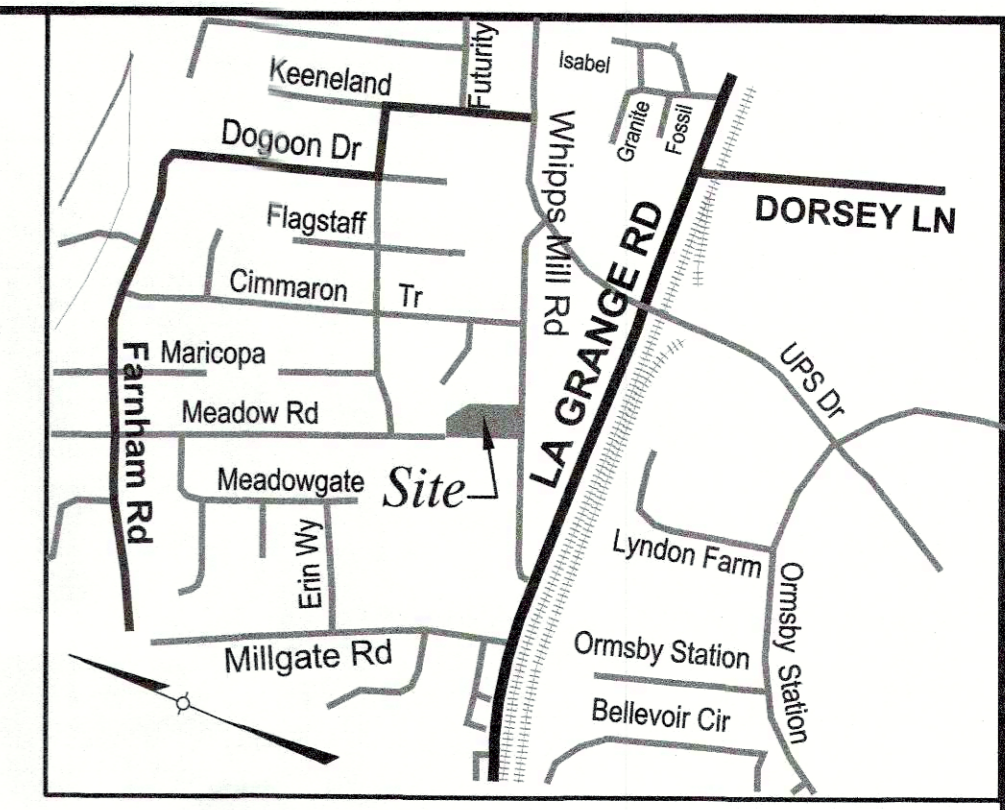 Keeneland
Futurity
Isabel
Granite
Fossil
Dogoon Dr
Whipps Mill Rd
DORSEY LN
Flagstaff
LA GRANGE RD
Cimmaron Tr
Maricopa
Farnham Rd
UPS Dr
Meadow Rd
Meadowgate
Site
Erin Wy
Lyndon Farm
Ormsby Station
Millgate Rd
Ormsby Station
Bellevoir Cir